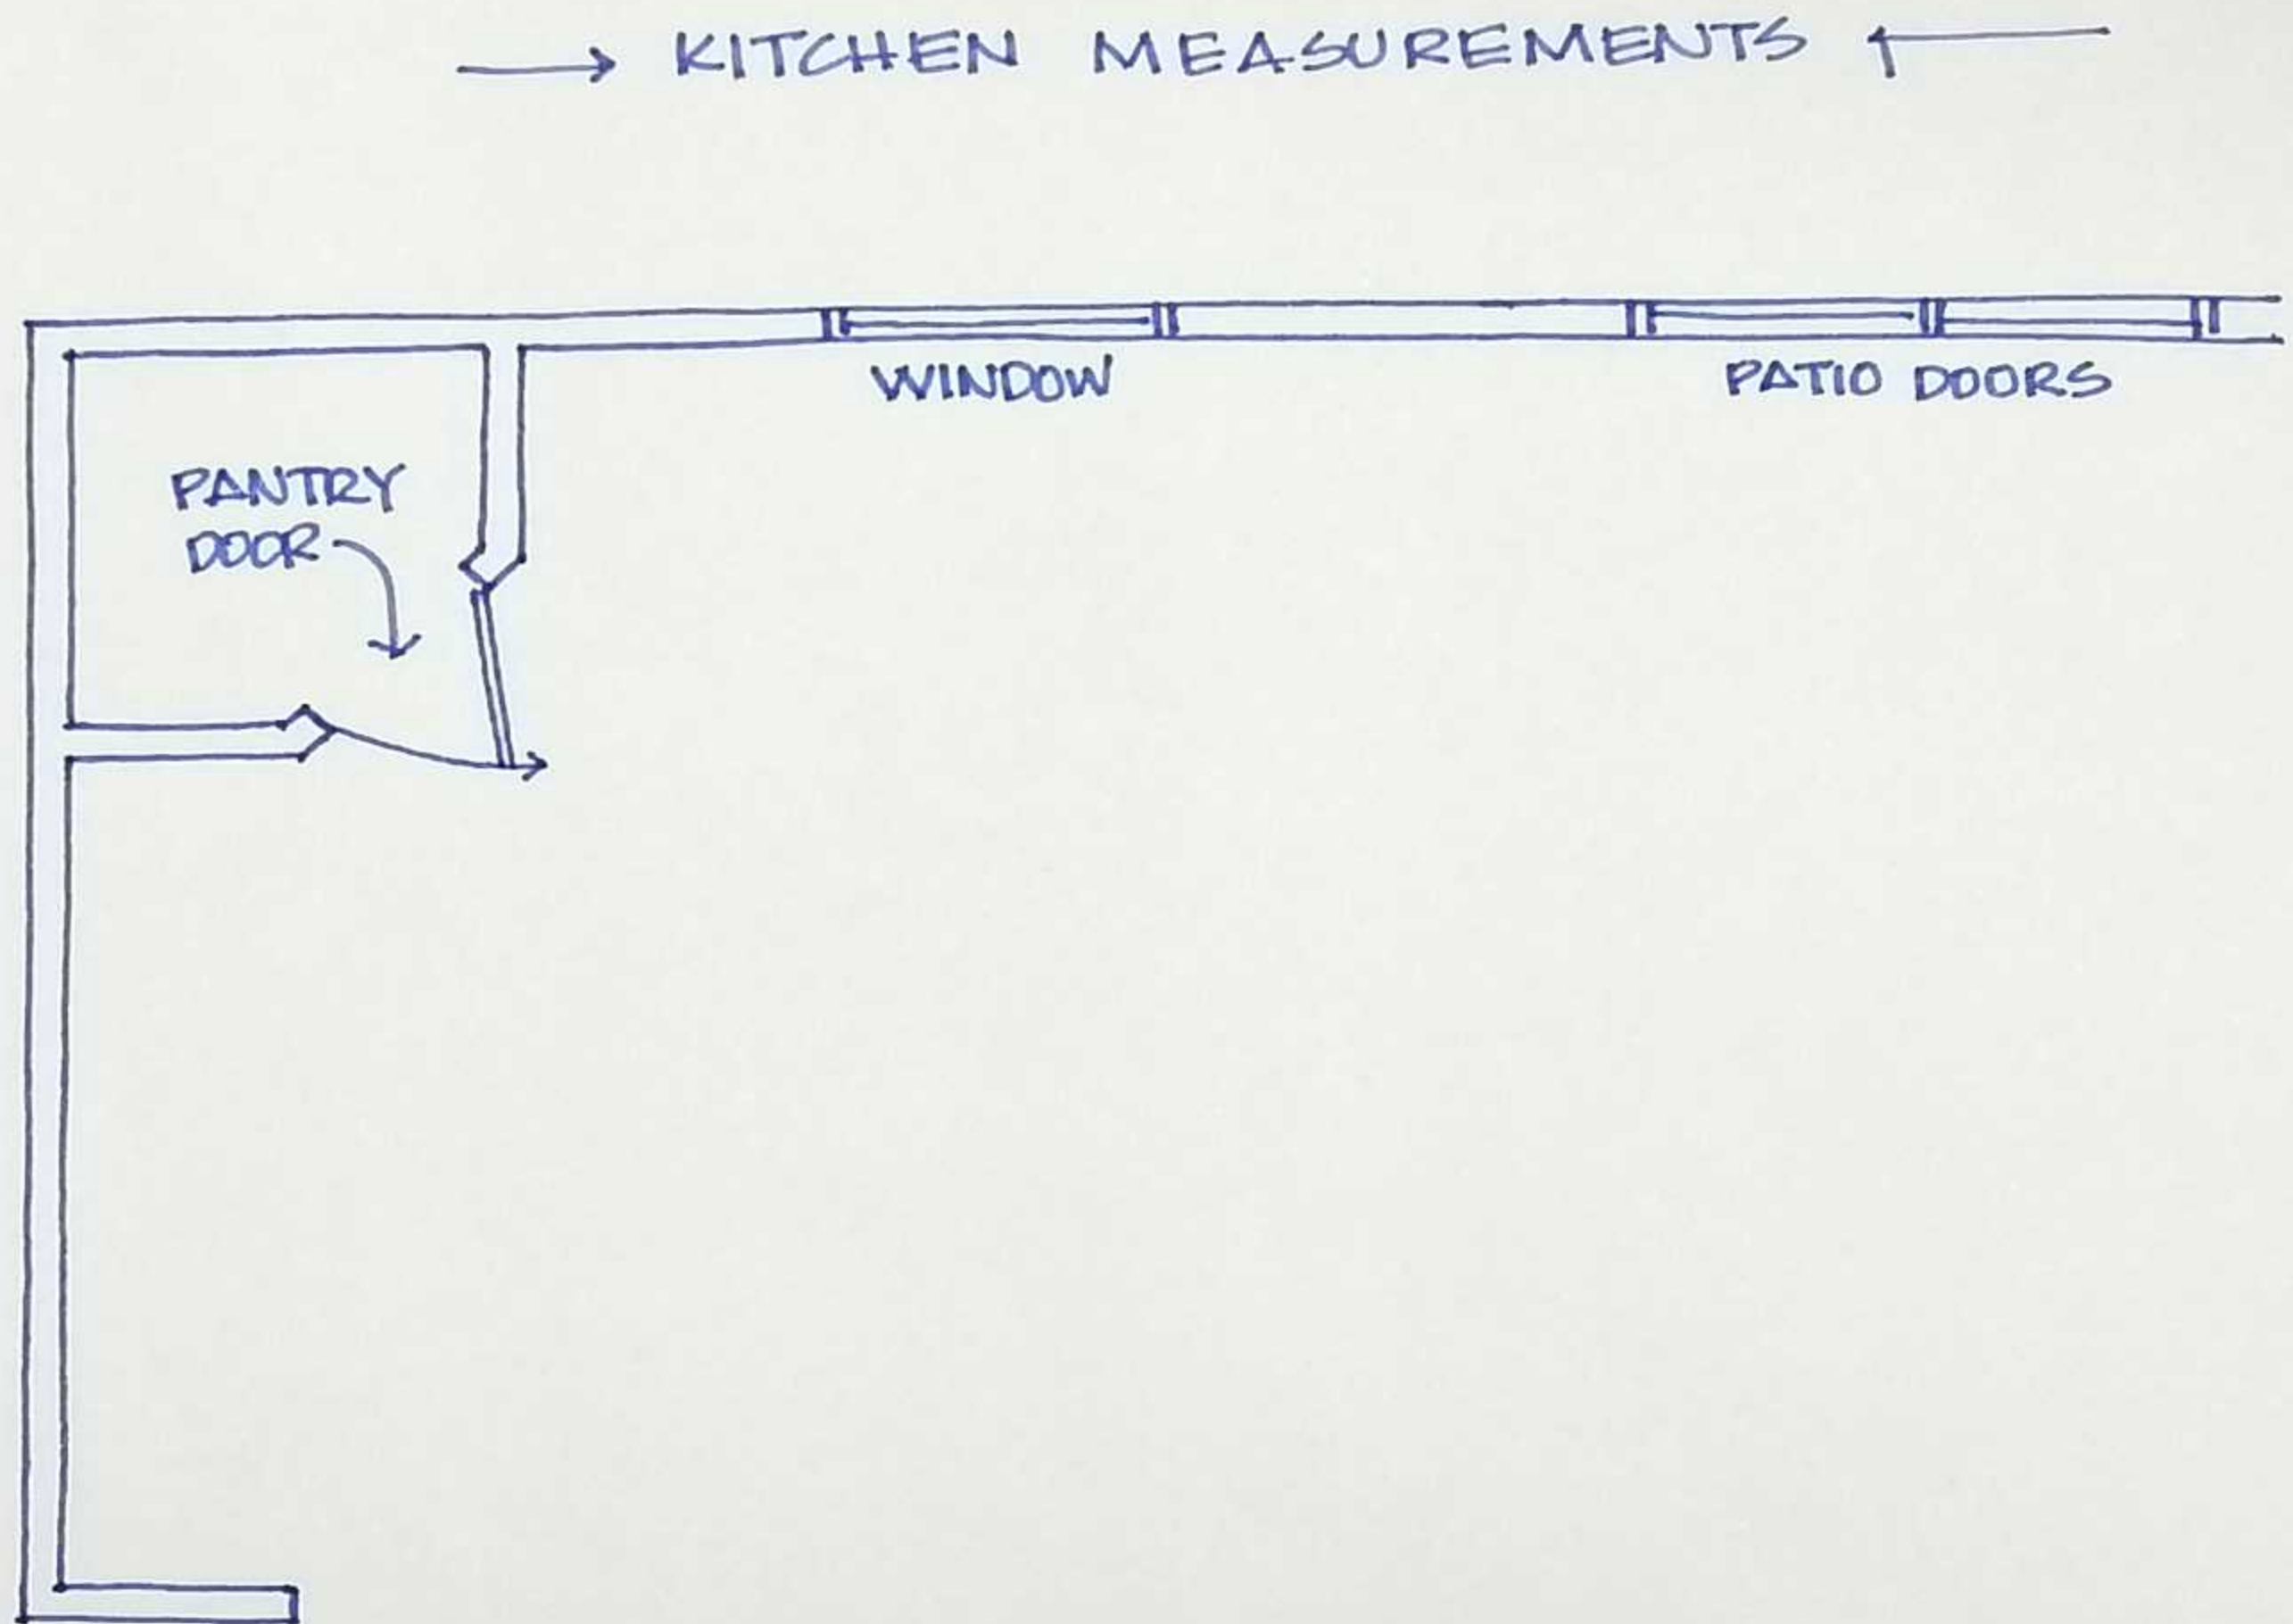 KITCHEN MEASUREMENTS
WINDOW
PATIO DOORS
PANTRY
DOOR